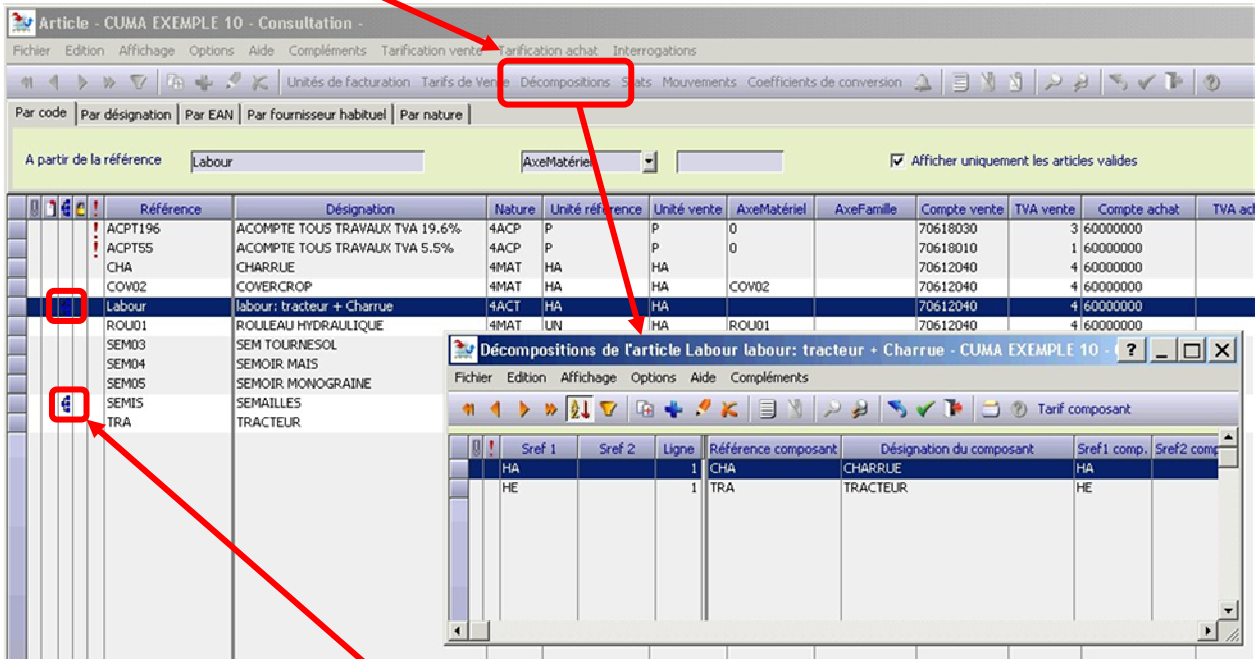 Article - CUMA EXEMPLE 10 - Consultation -
Fichier Edition Affichage Options Aide Compléments Tarification vente Tarification achat Interrogations
Unités de facturation Tarifs de Vente Décompositions Stats Mouvements Coefficients de conversion
Par code Par désignation Par EAN Par fournisseur habituel Par nature
A partir de la référence Labour AxeMatériel Afficher uniquement les articles valides
Référence Désignation Nature Unité référence Unité vente AxeMatériel AxeFamille Compte vente TVA vente Compte achat TVA
ACPT196 ACOMPTE TOUS TRAVAUX TVA 19.6% 4ACP P P 0 70618030 3 60000000
ACPT55 ACOMPTE TOUS TRAVAUX TVA 5.5% 4ACP P P 0 70618010 1 60000000
CHA CHARRUE 4MAT HA HA 70612040 4 60000000
COV02 COVERCROP 4MAT HA HA COV02 70612040 4 60000000
Labour labour: tracteur + Charrue 4ACT HA HA 70612040 4 60000000
ROU01 ROULEAU HYDRAULIQUE 4MAT UN HA ROU01 70612040 4 60000000
SEM03 SEM TOURNESOL
SEM04 SEMOIR MAIS
SEM05 SEMOIR MONOGRAINE
SEMIS SEMAILLES
TRA TRACTEUR
Décompositions de l'article Labour labour: tracteur + Charrue - CUMA EXEMPLE 10 -
Fichier Edition Affichage Options Aide Compléments
Tarif composant
Sref 1 Sref 2 Ligne Référence composant Désignation du composant Sref1 comp. Sref2 comp
HA 1 CHA CHARRUE HA
HE 1 TRA TRACTEUR HE